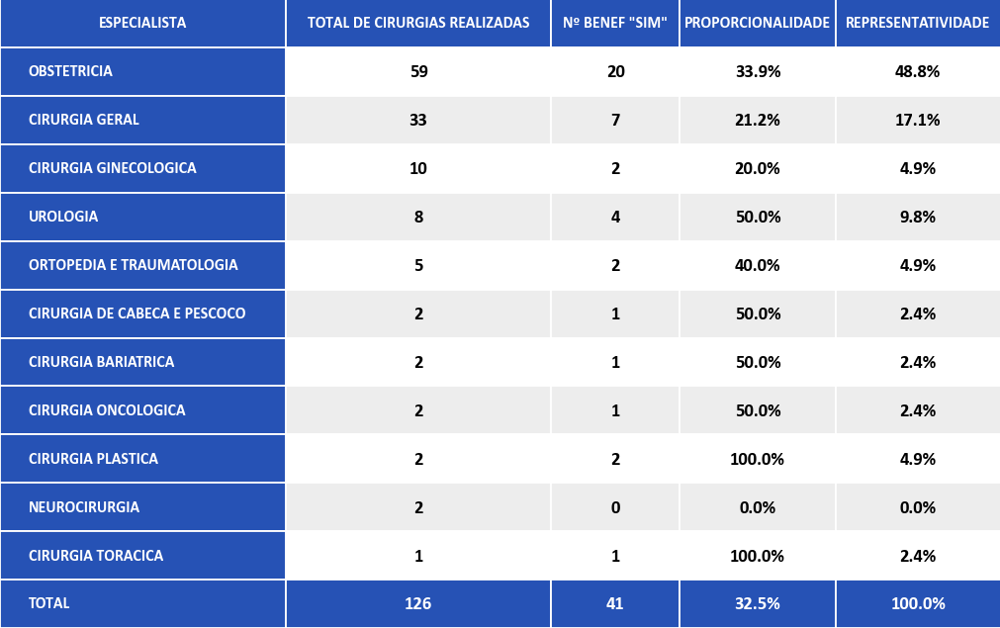 ESPECIALISTA TOTAL DE CIRURGIAS REALIZADAS Nº BENEF "SIM" PROPORCIONALIDADE REPRESENTATIVIDADE
OBSTETRICIA 59 20 33.9% 48.8%
CIRURGIA GERAL 33 7 21.2% 17.1%
CIRURGIA GINECOLOGICA 10 2 20.0% 4.9%
UROLOGIA 8 4 50.0% 9.8%
ORTOPEDIA E TRAUMATOLOGIA 5 2 40.0% 4.9%
CIRURGIA DE CABECA E PESCOCO 2 1 50.0% 2.4%
CIRURGIA BARIATRICA 2 1 50.0% 2.4%
CIRURGIA ONCOLOGICA 2 1 50.0% 2.4%
CIRURGIA PLASTICA 2 2 100.0% 4.9%
NEUROCIRURGIA 2 0 0.0% 0.0%
CIRURGIA TORACICA 1 1 100.0% 2.4%
TOTAL 126 41 32.5% 100.0%